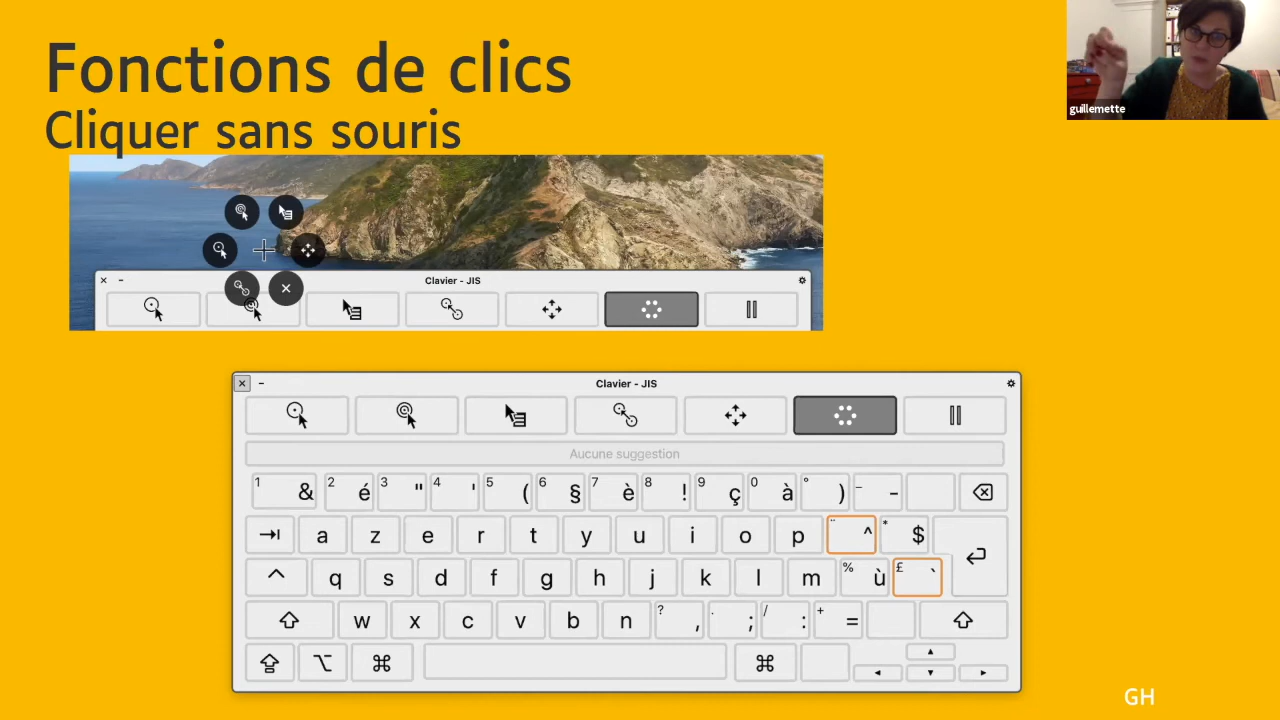 Fonctions de clics
Cliquer sans souris
guillemette
Clavier - JIS
Clavier - JIS
Aucune suggestion
1 & 2 é 3 " 4 ' 5 ( 6 § 7 è 8 ! 9 ç 0 à ° ) _ -
a z e r t y u i o p ¨ ^ * $
q s d f g h j k l m % ù £ `
w x c v b n ? , . ; / : + =
GH